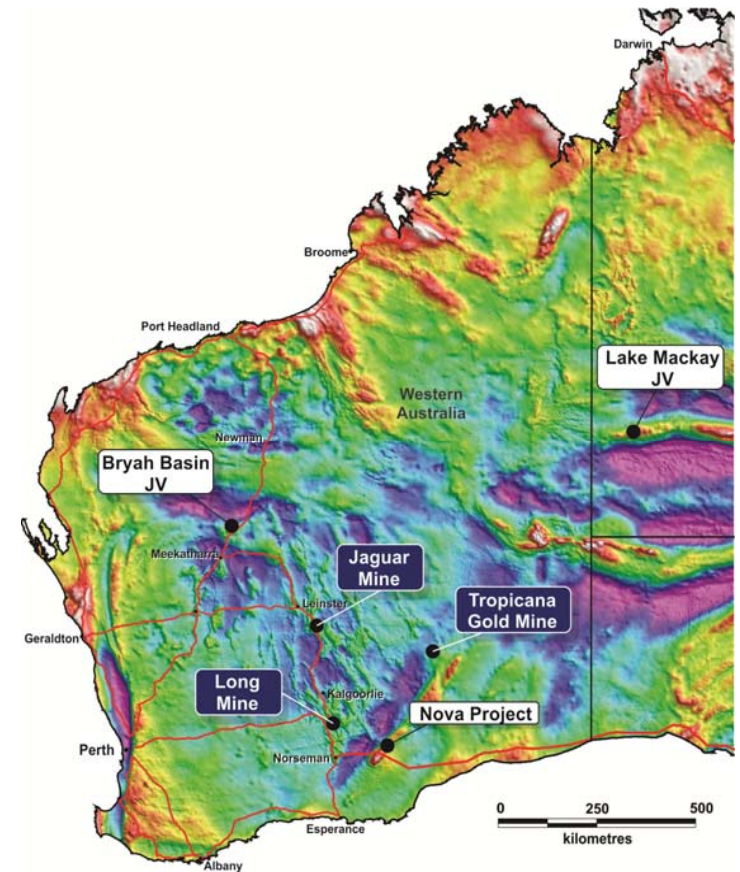 Darwin
Broome
Port Headland
Lake Mackay
JV
Western
Australia
Newman
Bryah Basin
JV
Meekatharra
Jaguar
Mine
Leinster
Tropicana
Gold Mine
Geraldton
Long
Mine
Kalgoorlie
Nova Project
Perth
Norseman
0 250 500
kilometres
Esperance
Albany